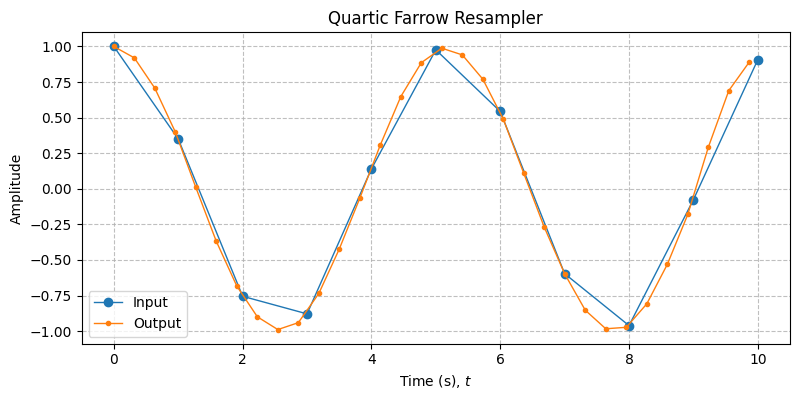 Quartic Farrow Resampler
Amplitude
1.00
0.75
0.50
0.25
0.00
−0.25
−0.50
−0.75
−1.00
Input
Output
0 2 4 6 8 10
Time (s), t